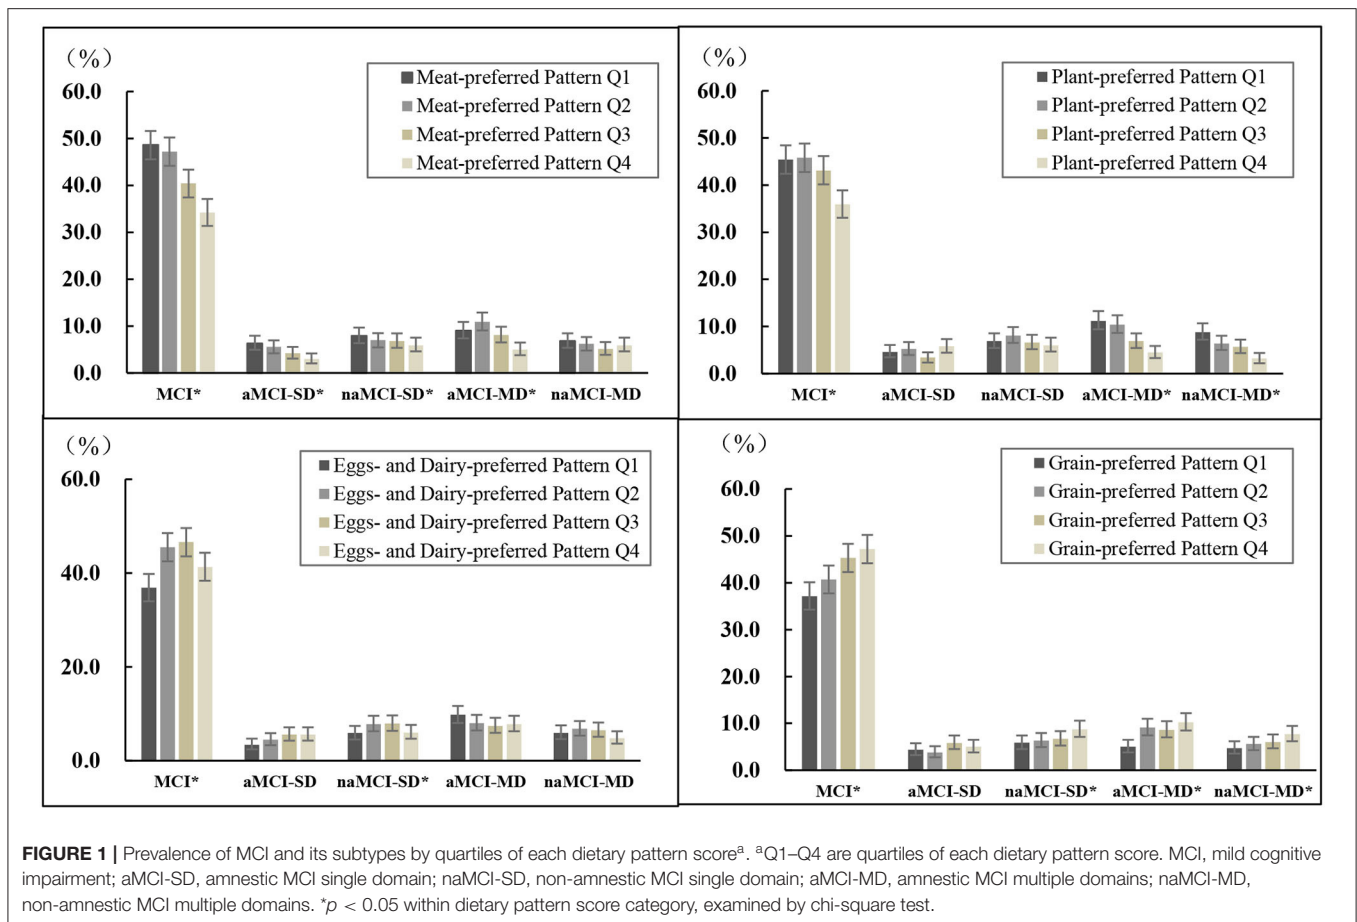 (%)
Meat-preferred Pattern Q1
Meat-preferred Pattern Q2
Meat-preferred Pattern Q3
Meat-preferred Pattern Q4
60.0
50.0
40.0
30.0
20.0
10.0
0.0
MCI* aMCI-SD* naMCI-SD* aMCI-MD* naMCI-MD
(%)
Plant-preferred Pattern Q1
Plant-preferred Pattern Q2
Plant-preferred Pattern Q3
Plant-preferred Pattern Q4
60.0
50.0
40.0
30.0
20.0
10.0
0.0
MCI* aMCI-SD naMCI-SD aMCI-MD* naMCI-MD*
(%)
Eggs- and Dairy-preferred Pattern Q1
Eggs- and Dairy-preferred Pattern Q2
Eggs- and Dairy-preferred Pattern Q3
Eggs- and Dairy-preferred Pattern Q4
60.0
40.0
20.0
0.0
MCI* aMCI-SD naMCI-SD* aMCI-MD naMCI-MD
(%)
Grain-preferred Pattern Q1
Grain-preferred Pattern Q2
Grain-preferred Pattern Q3
Grain-preferred Pattern Q4
60.0
50.0
40.0
30.0
20.0
10.0
0.0
MCI* aMCI-SD naMCI-SD* aMCI-MD* naMCI-MD*
FIGURE 1 | Prevalence of MCI and its subtypes by quartiles of each dietary pattern scoreᵃ. ᵃQ1–Q4 are quartiles of each dietary pattern score. MCI, mild cognitive
impairment; aMCI-SD, amnestic MCI single domain; naMCI-SD, non-amnestic MCI single domain; aMCI-MD, amnestic MCI multiple domains; naMCI-MD,
non-amnestic MCI multiple domains. *p < 0.05 within dietary pattern score category, examined by chi-square test.